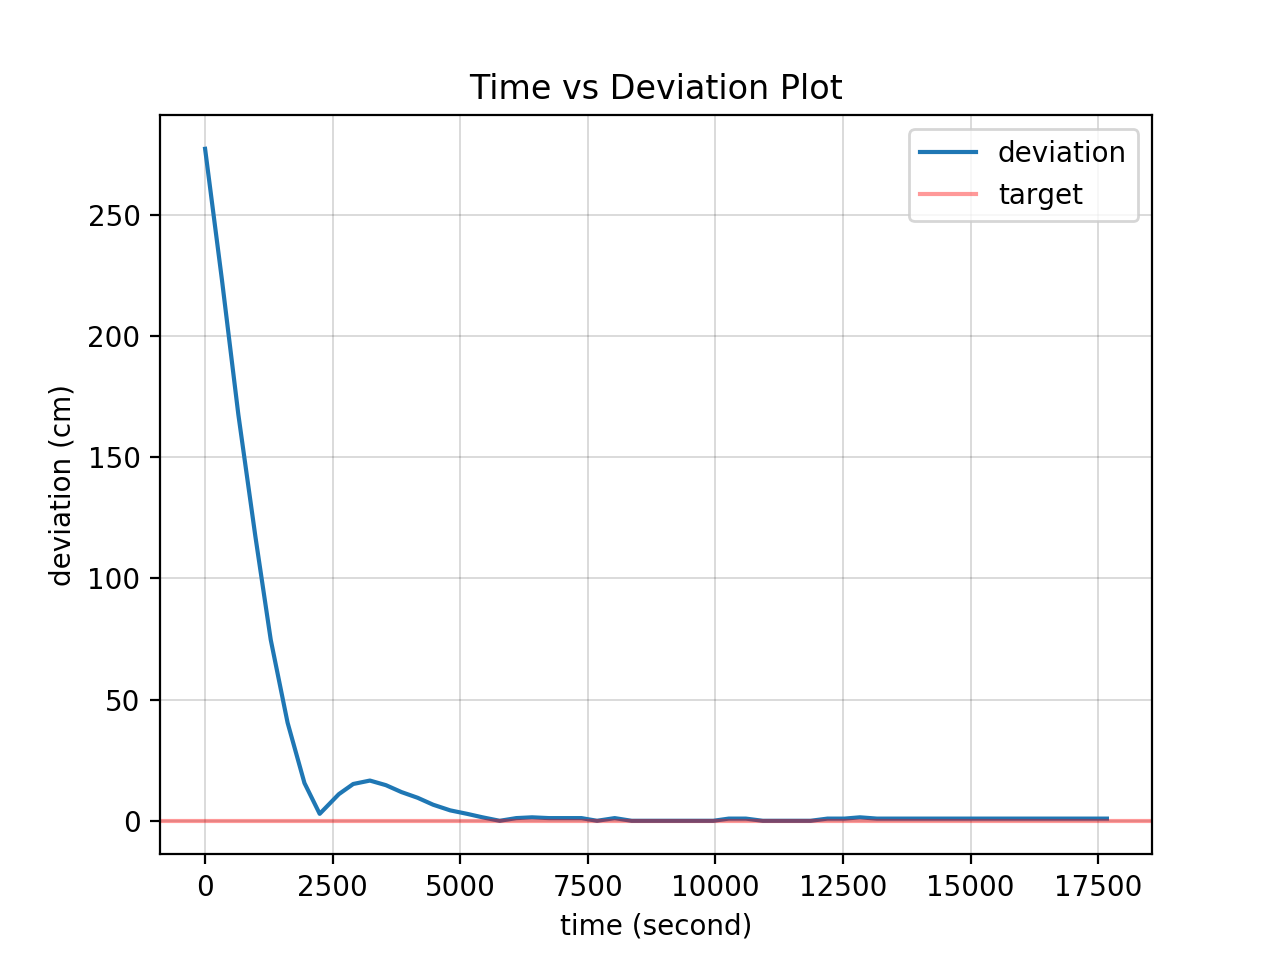 Time vs Deviation Plot
deviation
target
deviation (cm)
250
200
150
100
50
0
0 2500 5000 7500 10000 12500 15000 17500
time (second)